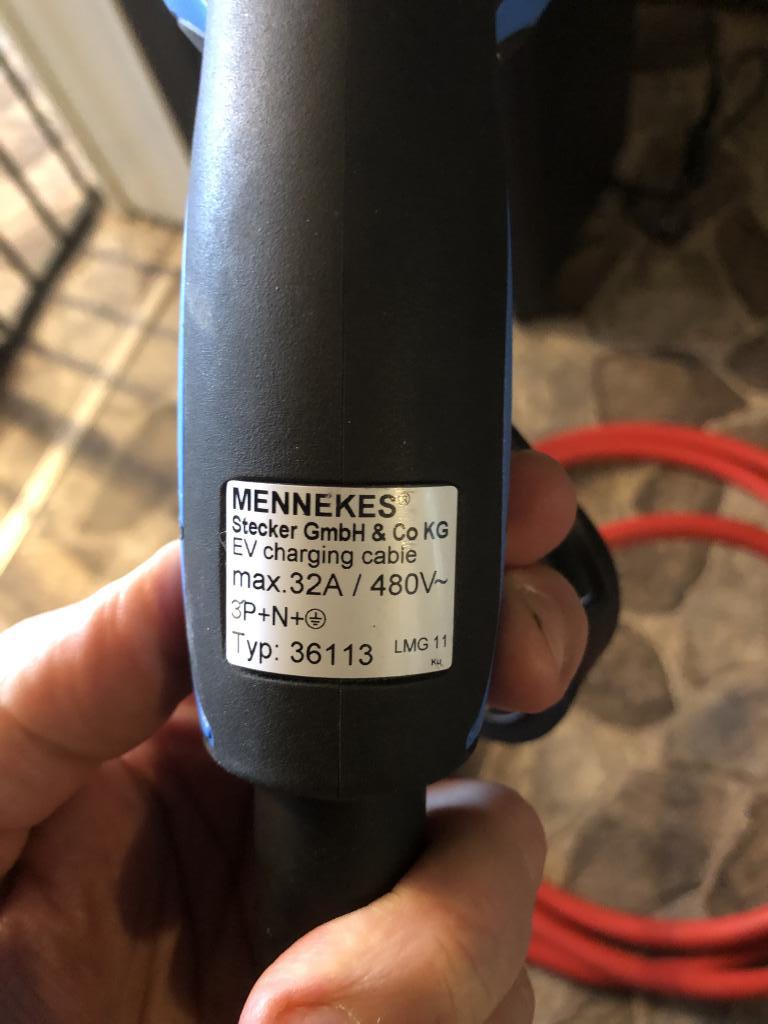 MENNEKES®
Stecker GmbH & Co KG
EV charging cable
max.32A / 480V~
3P+N+⏚
Typ: 36113 LMG 11